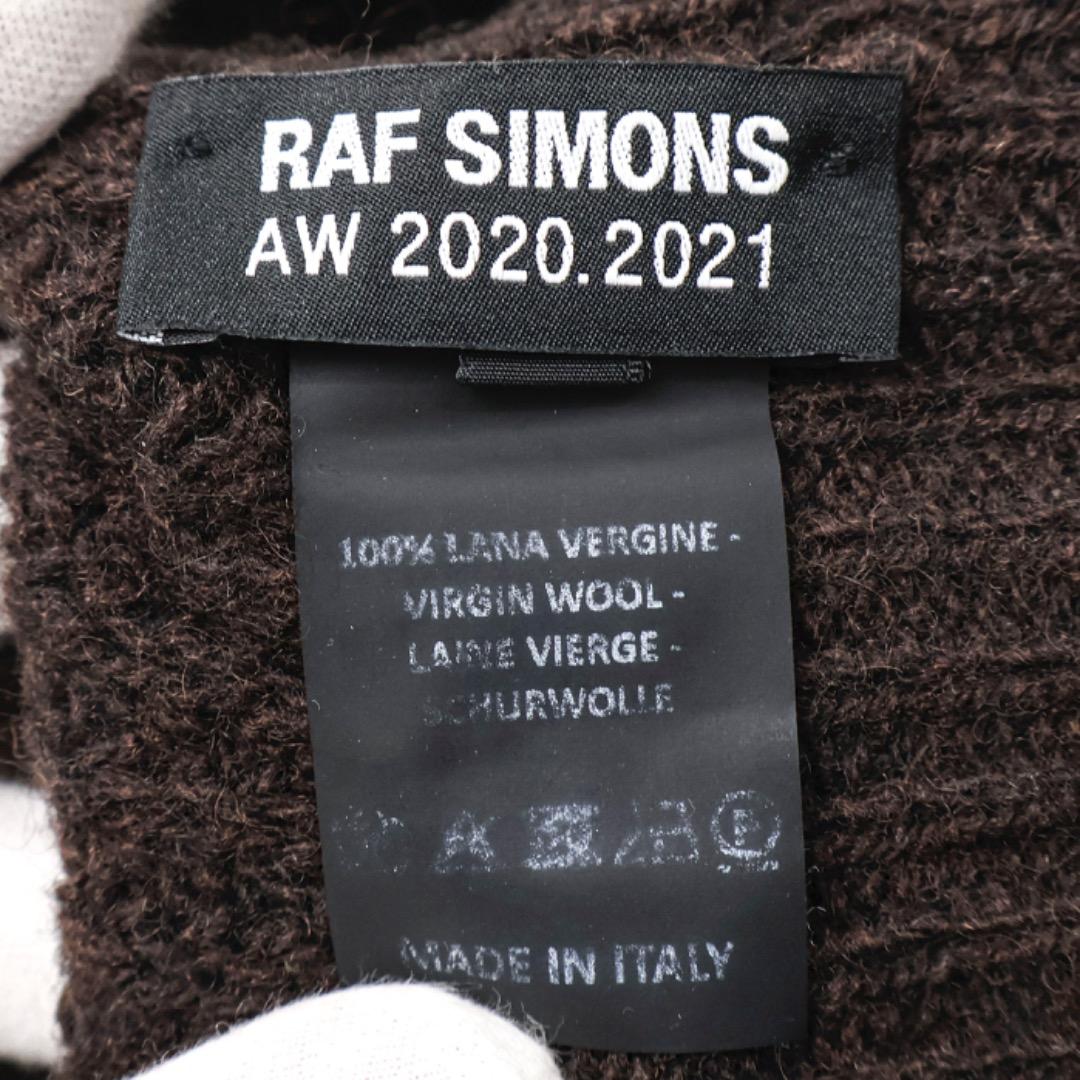 RAF SIMONS
AW 2020.2021
100% LANA VERGINE -
VIRGIN WOOL -
LAINE VIERGE -
SCHURWOLLE
P
MADE IN ITALY